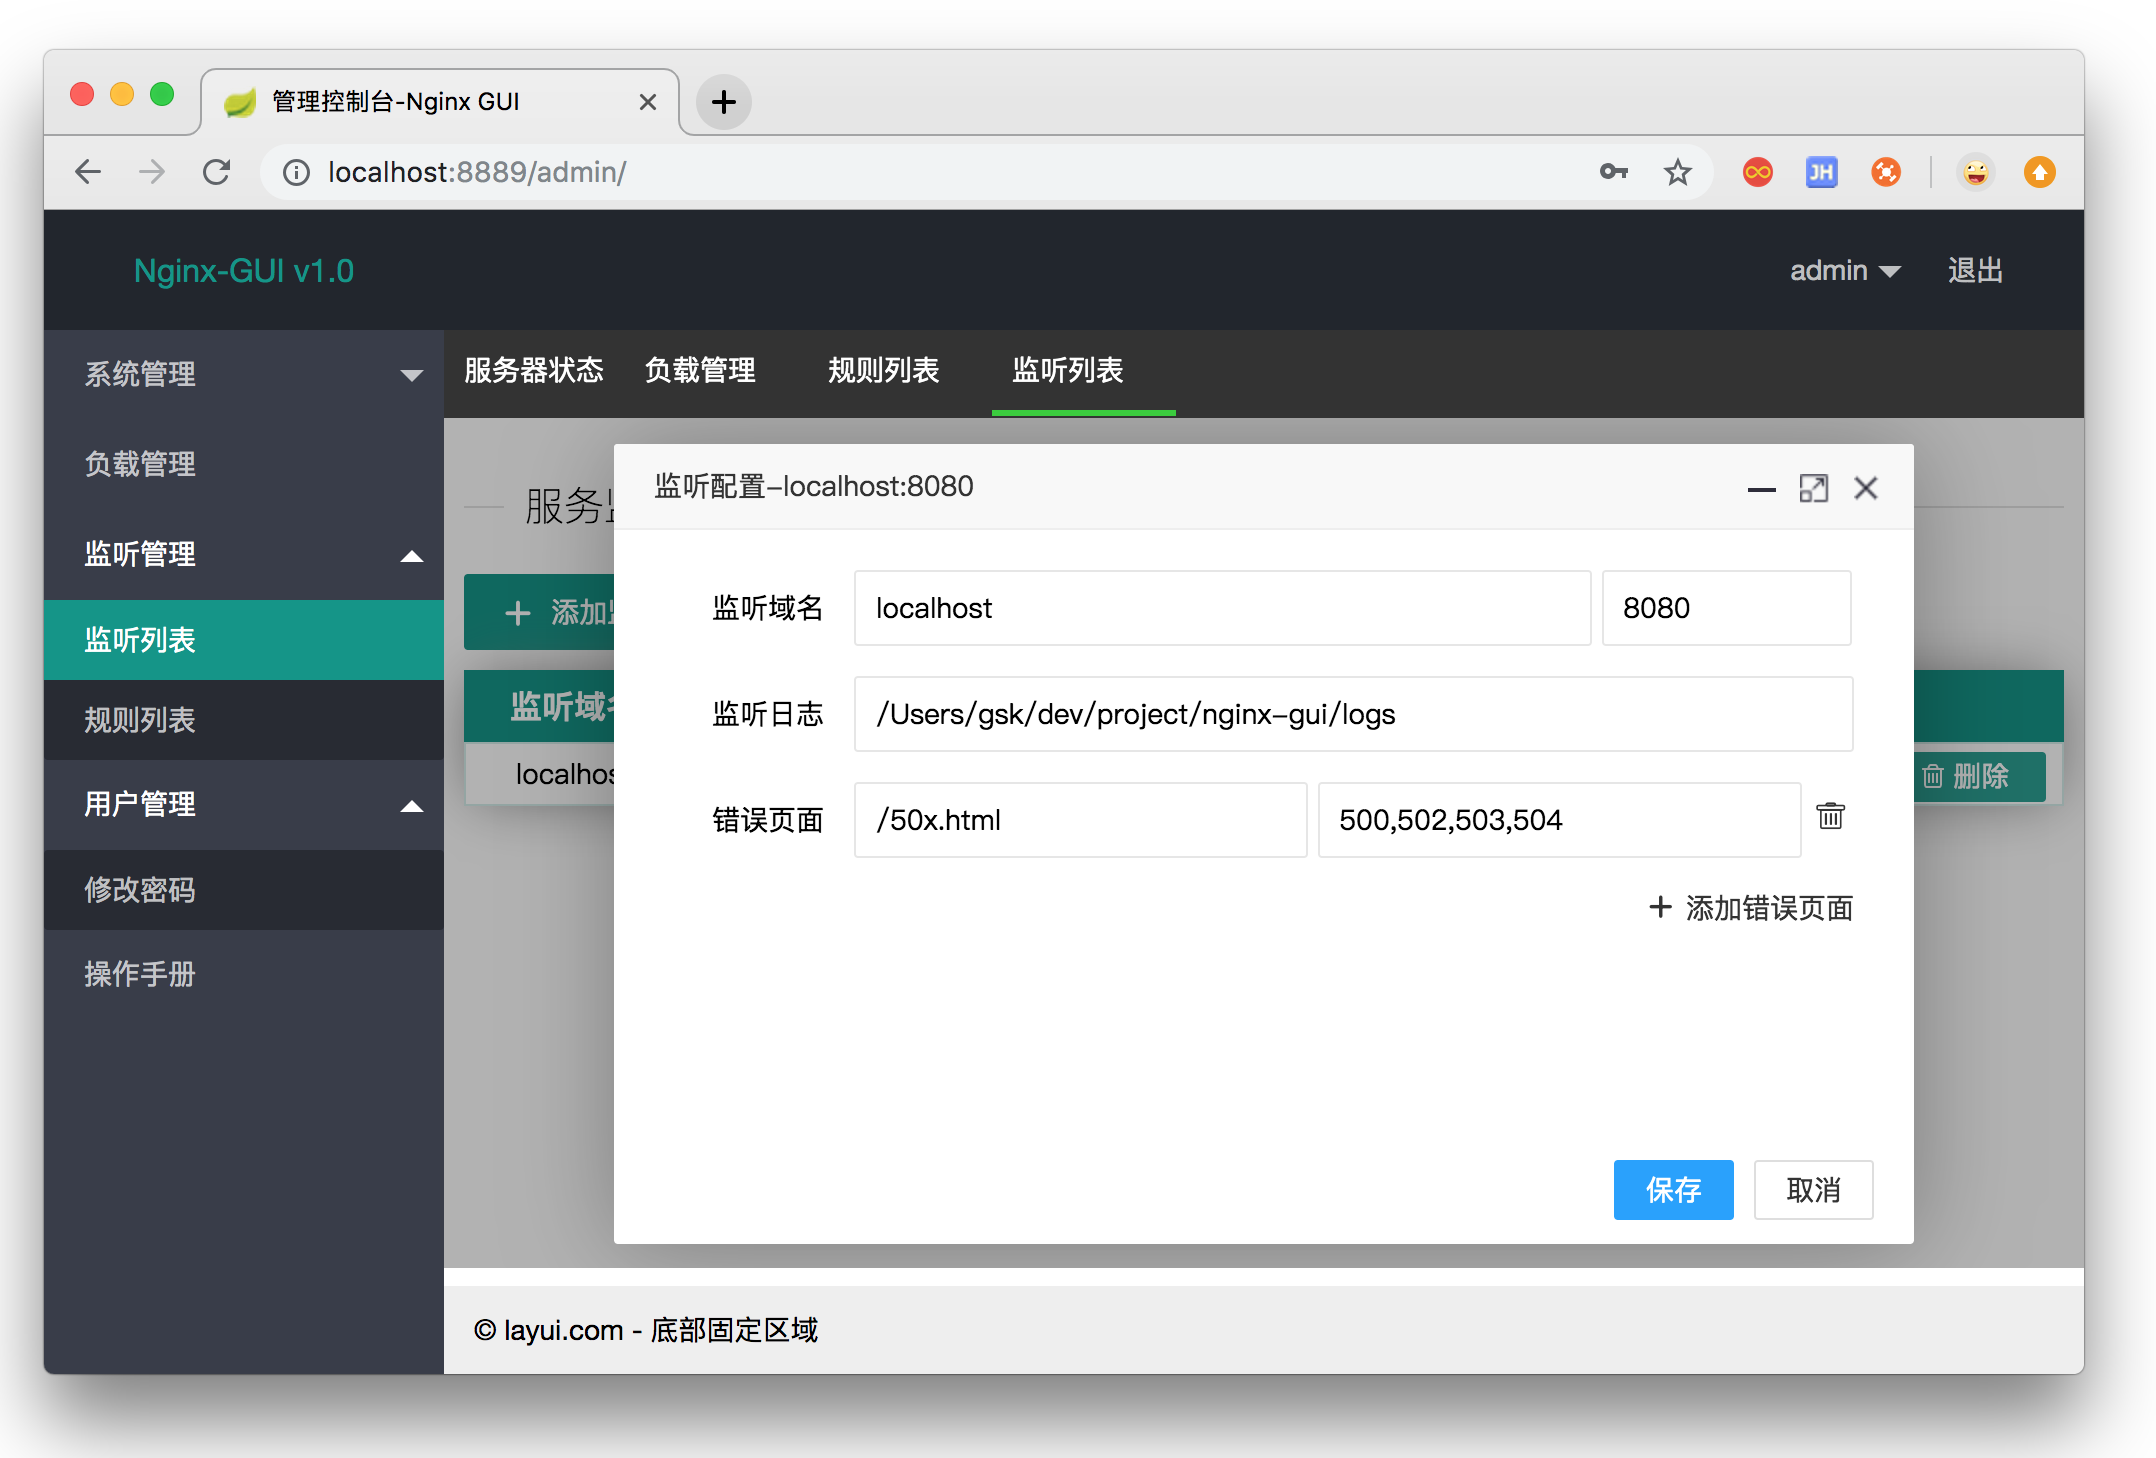 管理控制台-Nginx GUI
localhost:8889/admin/
JH
Nginx-GUI v1.0
admin
退出
系统管理
负载管理
监听管理
监听列表
规则列表
用户管理
修改密码
操作手册
服务器状态 负载管理 规则列表 监听列表
服务
添加
监听域
localhos
删除
监听配置-localhost:8080
监听域名 localhost 8080
监听日志 /Users/gsk/dev/project/nginx-gui/logs
错误页面 /50x.html 500,502,503,504
添加错误页面
保存 取消
© layui.com - 底部固定区域